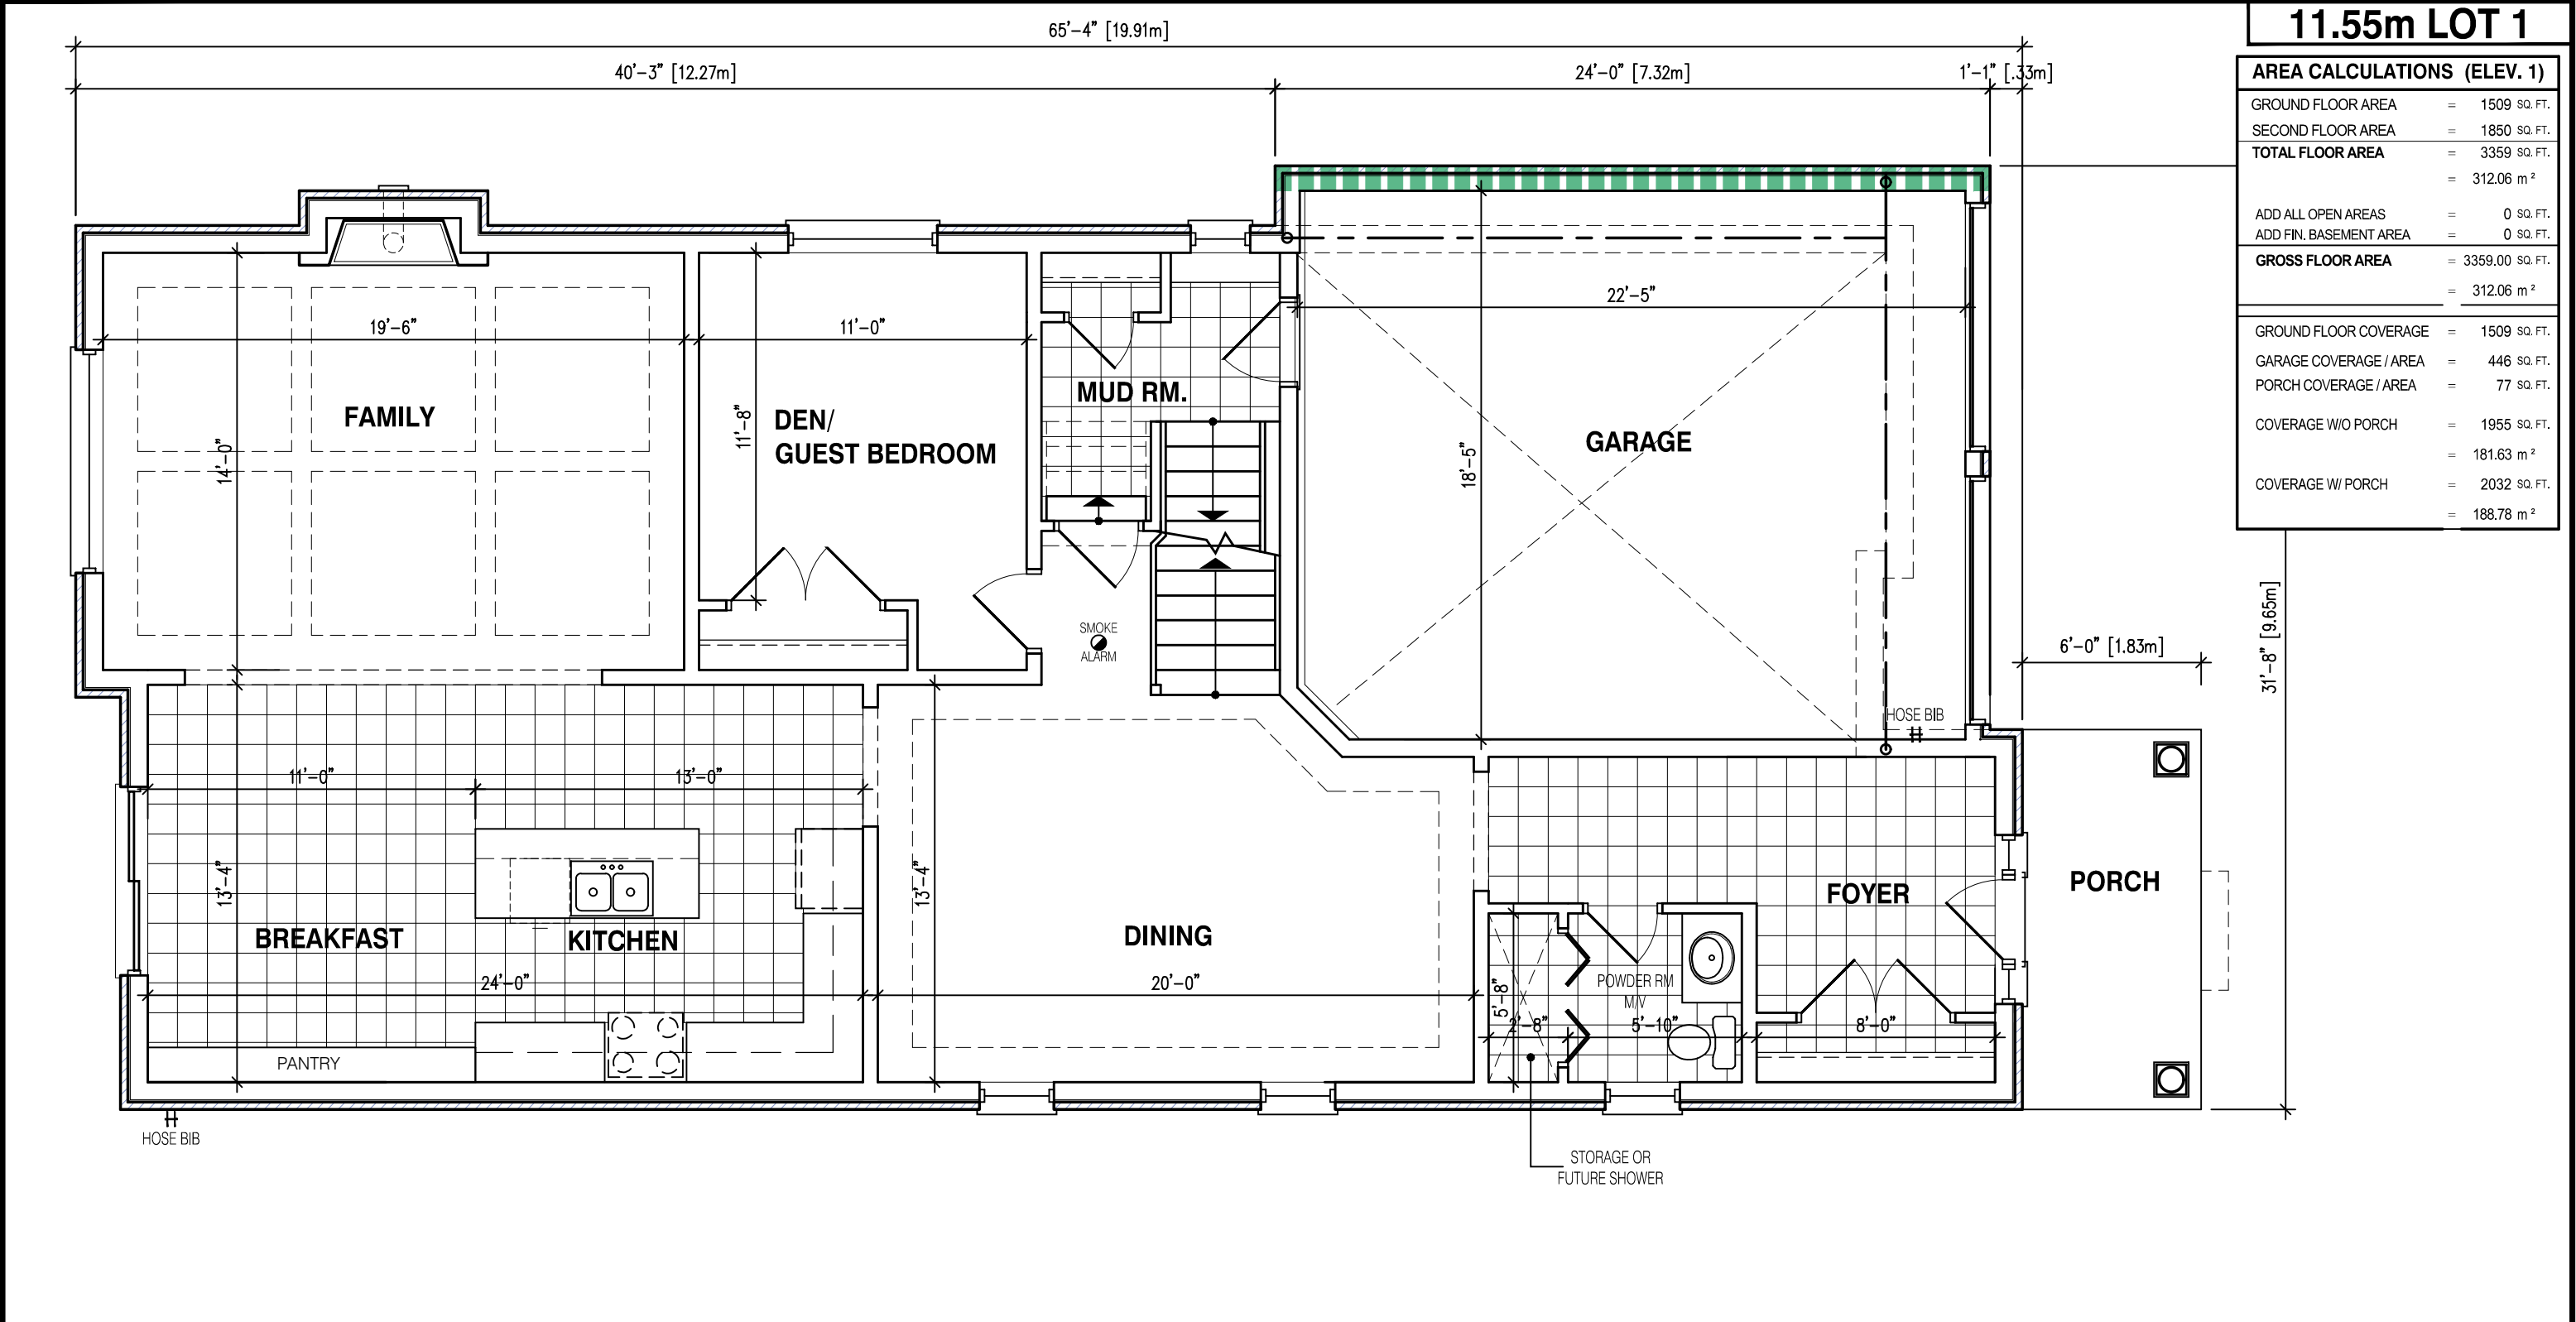 11.55m LOT 1
65'-4" [19.91m]
40'-3" [12.27m]
24'-0" [7.32m]
1'-1" [.33m]
AREA CALCULATIONS (ELEV. 1)
GROUND FLOOR AREA = 1509 SQ. FT.
SECOND FLOOR AREA = 1850 SQ. FT.
TOTAL FLOOR AREA = 3359 SQ. FT.
= 312.06 m²
ADD ALL OPEN AREAS = 0 SQ. FT.
ADD FIN. BASEMENT AREA = 0 SQ. FT.
GROSS FLOOR AREA = 3359.00 SQ. FT.
= 312.06 m²
GROUND FLOOR COVERAGE = 1509 SQ. FT.
GARAGE COVERAGE / AREA = 446 SQ. FT.
PORCH COVERAGE / AREA = 77 SQ. FT.
COVERAGE W/O PORCH = 1955 SQ. FT.
= 181.63 m²
COVERAGE W/ PORCH = 2032 SQ. FT.
= 188.78 m²
19'-6"
11'-0"
22'-5"
FAMILY
14'-0"
11'-8"
DEN/
GUEST BEDROOM
MUD RM.
GARAGE
18'-5"
SMOKE
ALARM
6'-0" [1.83m]
31'-8" [9.65m]
HOSE BIB
11'-0"
13'-0"
13'-4"
13'-4"
BREAKFAST
KITCHEN
DINING
FOYER
PORCH
24'-0"
20'-0"
5'-8"
POWDER RM
M/V
2'-8"
5'-10"
8'-0"
PANTRY
HOSE BIB
STORAGE OR
FUTURE SHOWER